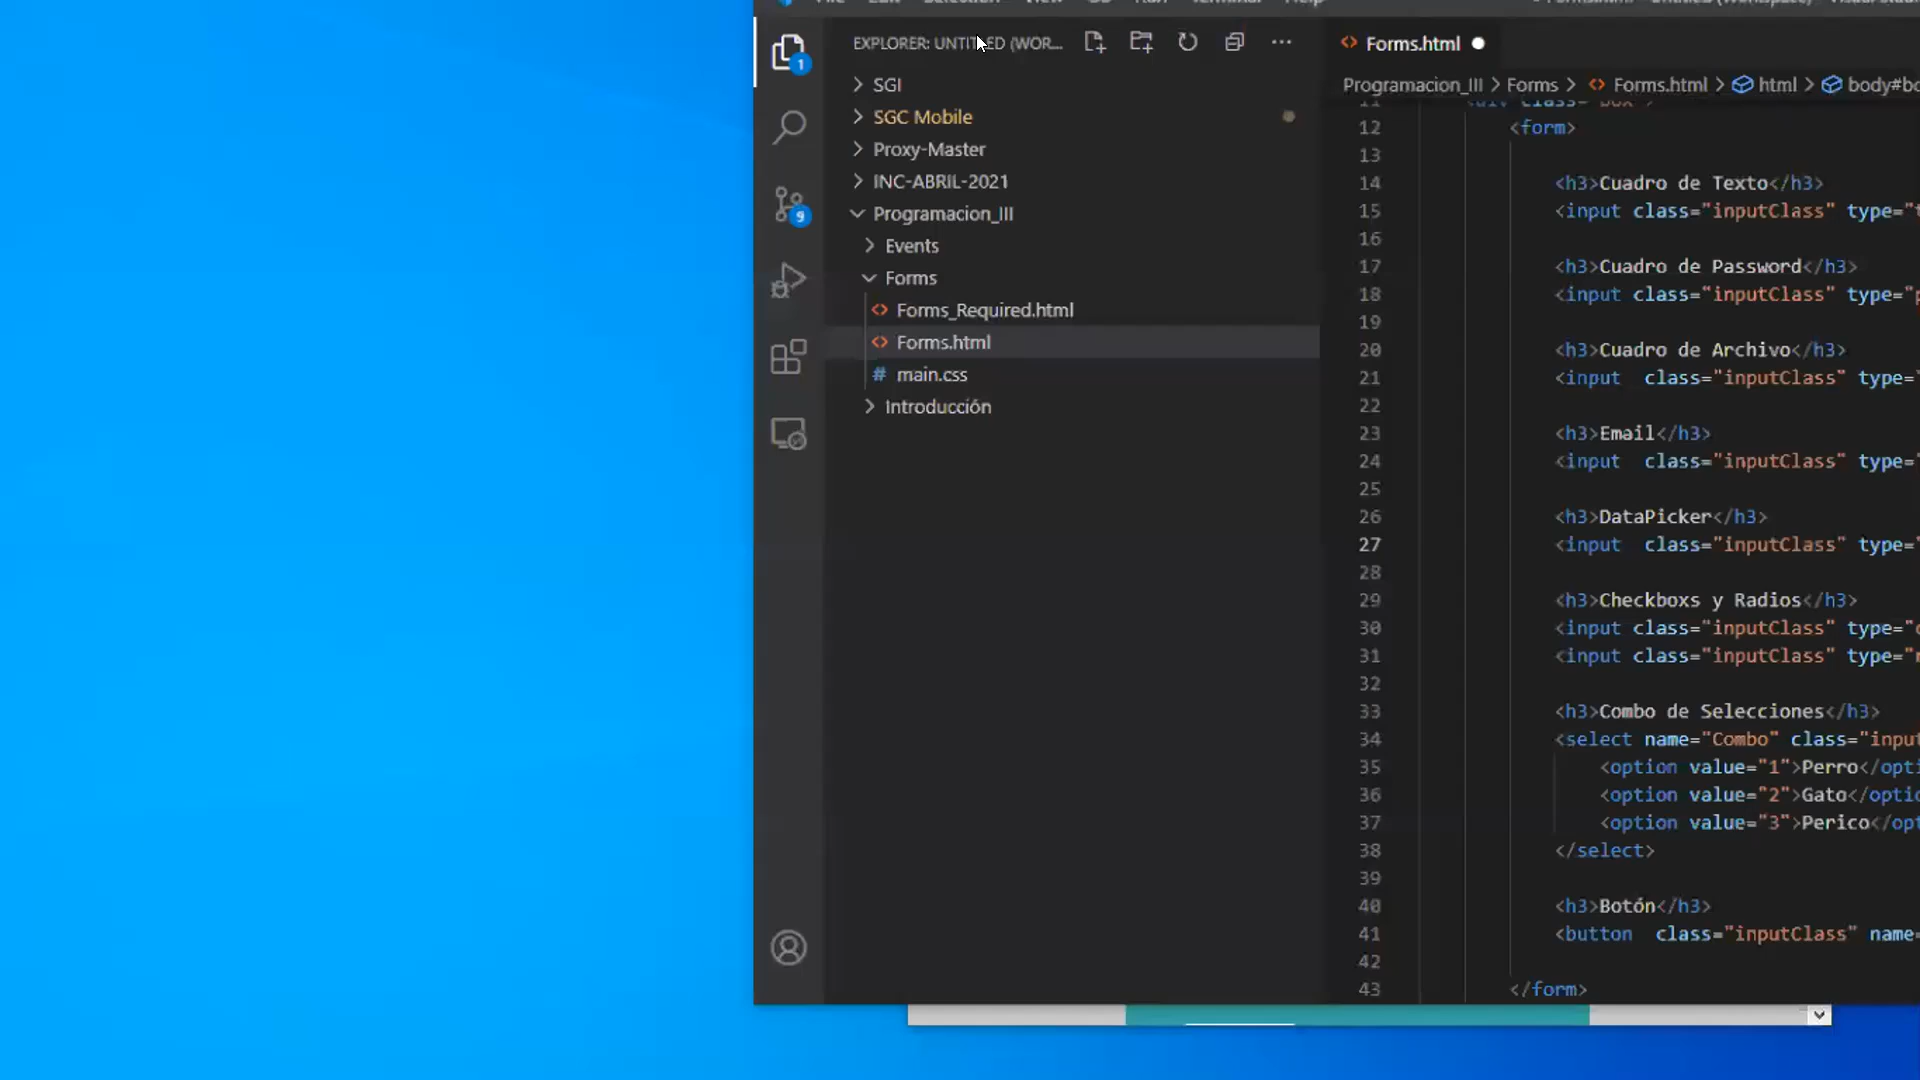 EXPLORER: UNTITLED (WOR...
1
SGI
SGC Mobile
Proxy-Master
INC-ABRIL-2021
9
Programacion_III
Events
Forms
Forms_Required.html
Forms.html
main.css
Introducción
Forms.html
Programacion_III > Forms > Forms.html > html > body#bo
11 <div class="box">
12 <form>
13
14 <h3>Cuadro de Texto</h3>
15 <input class="inputClass" type="t
16
17 <h3>Cuadro de Password</h3>
18 <input class="inputClass" type="p
19
20 <h3>Cuadro de Archivo</h3>
21 <input  class="inputClass" type="
22
23 <h3>Email</h3>
24 <input  class="inputClass" type="
25
26 <h3>DataPicker</h3>
27 <input  class="inputClass" type="
28
29 <h3>Checkboxs y Radios</h3>
30 <input class="inputClass" type="c
31 <input class="inputClass" type="r
32
33 <h3>Combo de Selecciones</h3>
34 <select name="Combo" class="input
35 <option value="1">Perro</opti
36 <option value="2">Gato</optio
37 <option value="3">Perico</opt
38 </select>
39
40 <h3>Botón</h3>
41 <button  class="inputClass" name=
42
43 </form>